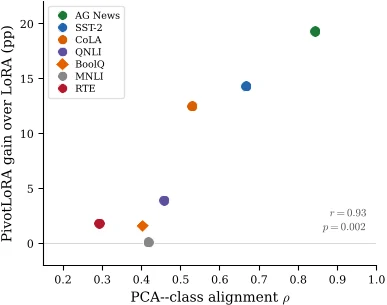 AG News
SST-2
CoLA
QNLI
BoolQ
MNLI
RTE
PivotLoRA gain over LoRA (pp)
20
15
10
5
0
r = 0.93
p = 0.002
0.2 0.3 0.4 0.5 0.6 0.7 0.8 0.9 1.0
PCA--class alignment ρ